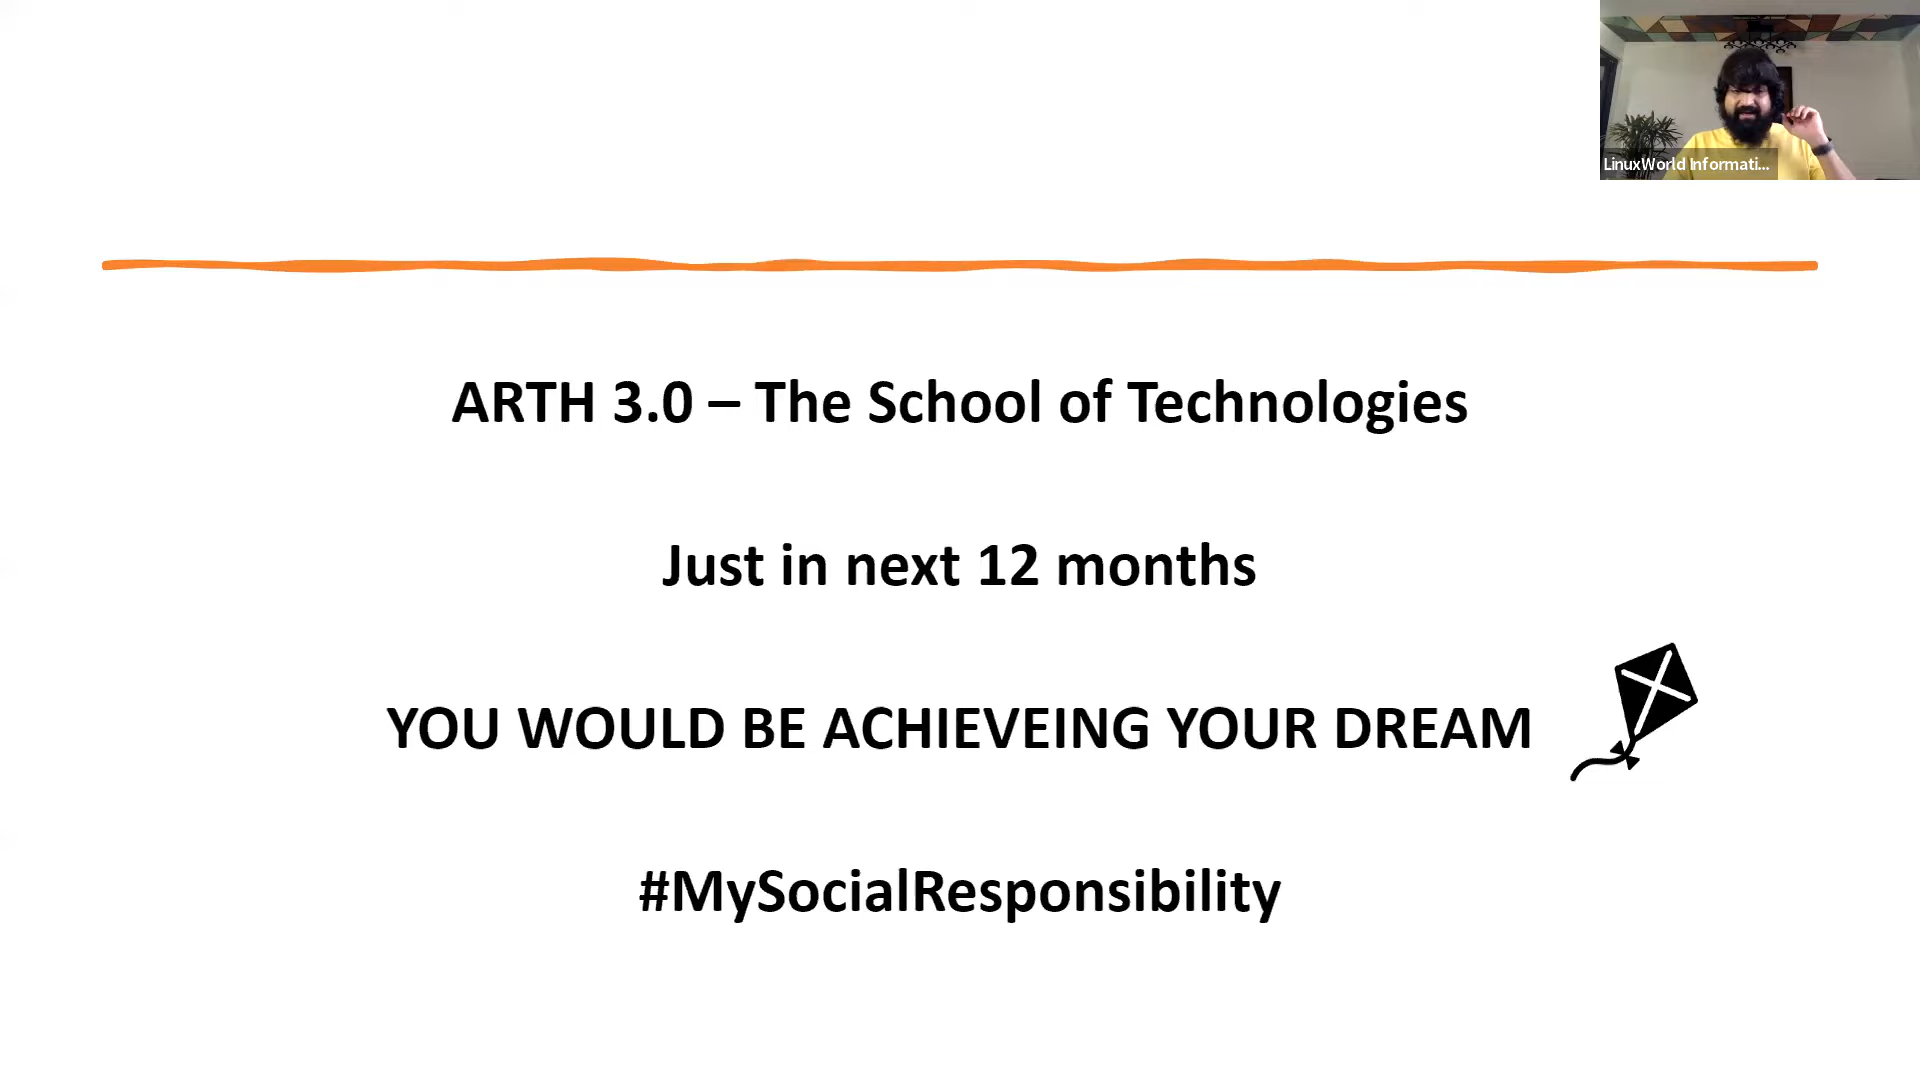 LinuxWorld Informati...
ARTH 3.0 – The School of Technologies
Just in next 12 months
YOU WOULD BE ACHIEVEING YOUR DREAM
#MySocialResponsibility